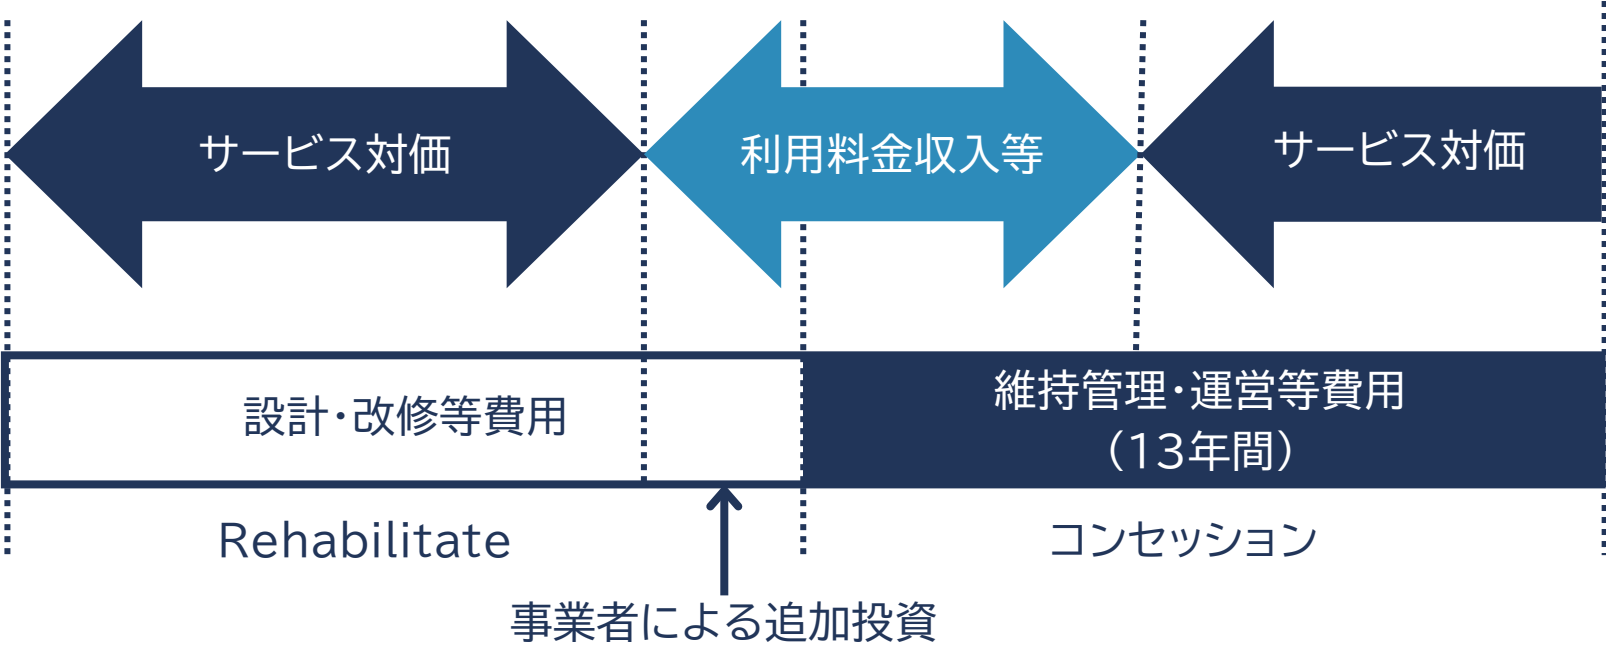 サービス対価
利用料金収入等
サービス対価
設計・改修等費用
維持管理・運営等費用
(13年間)
Rehabilitate
コンセッション
事業者による追加投資